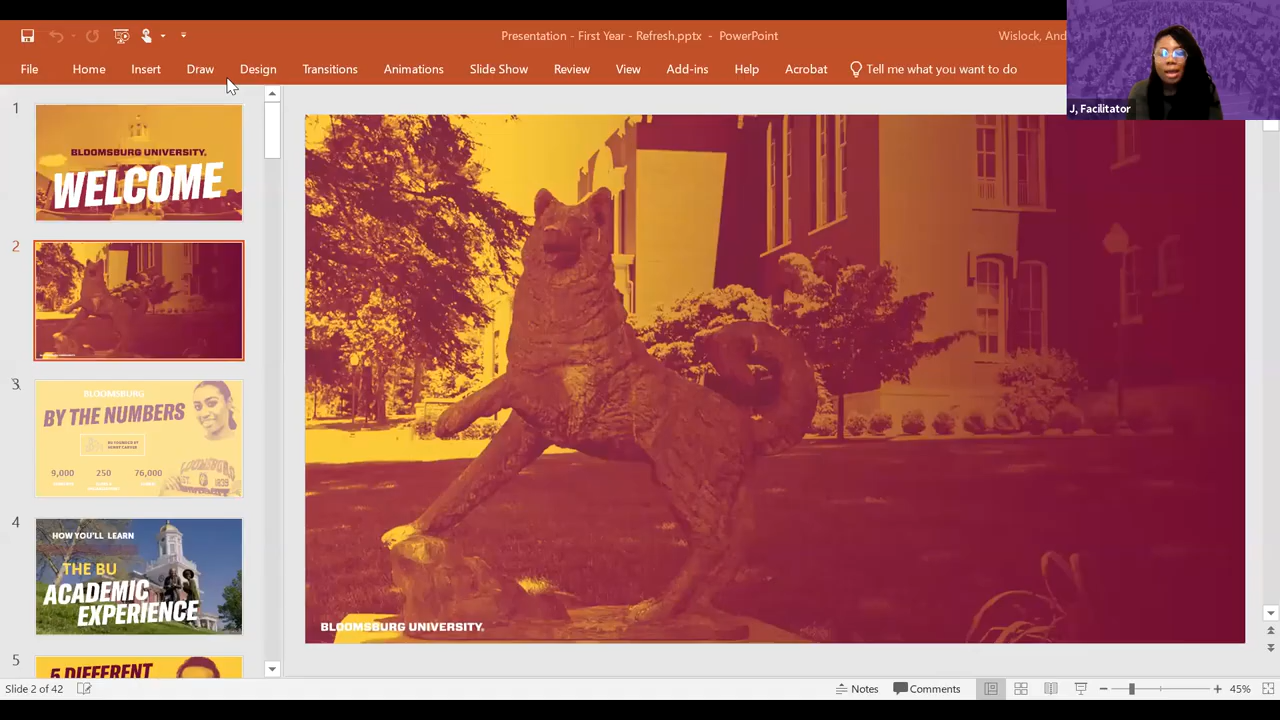 Presentation - First Year - Refresh.pptx - PowerPoint
Wislock, And
File Home Insert Draw Design Transitions Animations Slide Show Review View Add-ins Help Acrobat Tell me what you want to do
J, Facilitator
1
BLOOMSBURG UNIVERSITY.
WELCOME
2
3
BLOOMSBURG
BY THE NUMBERS
9,000 250 76,000
4
HOW YOU'LL LEARN
THE BU
ACADEMIC
EXPERIENCE
5
5 DIFFERENT
BLOOMSBURG UNIVERSITY.
Slide 2 of 42
Notes Comments 45%